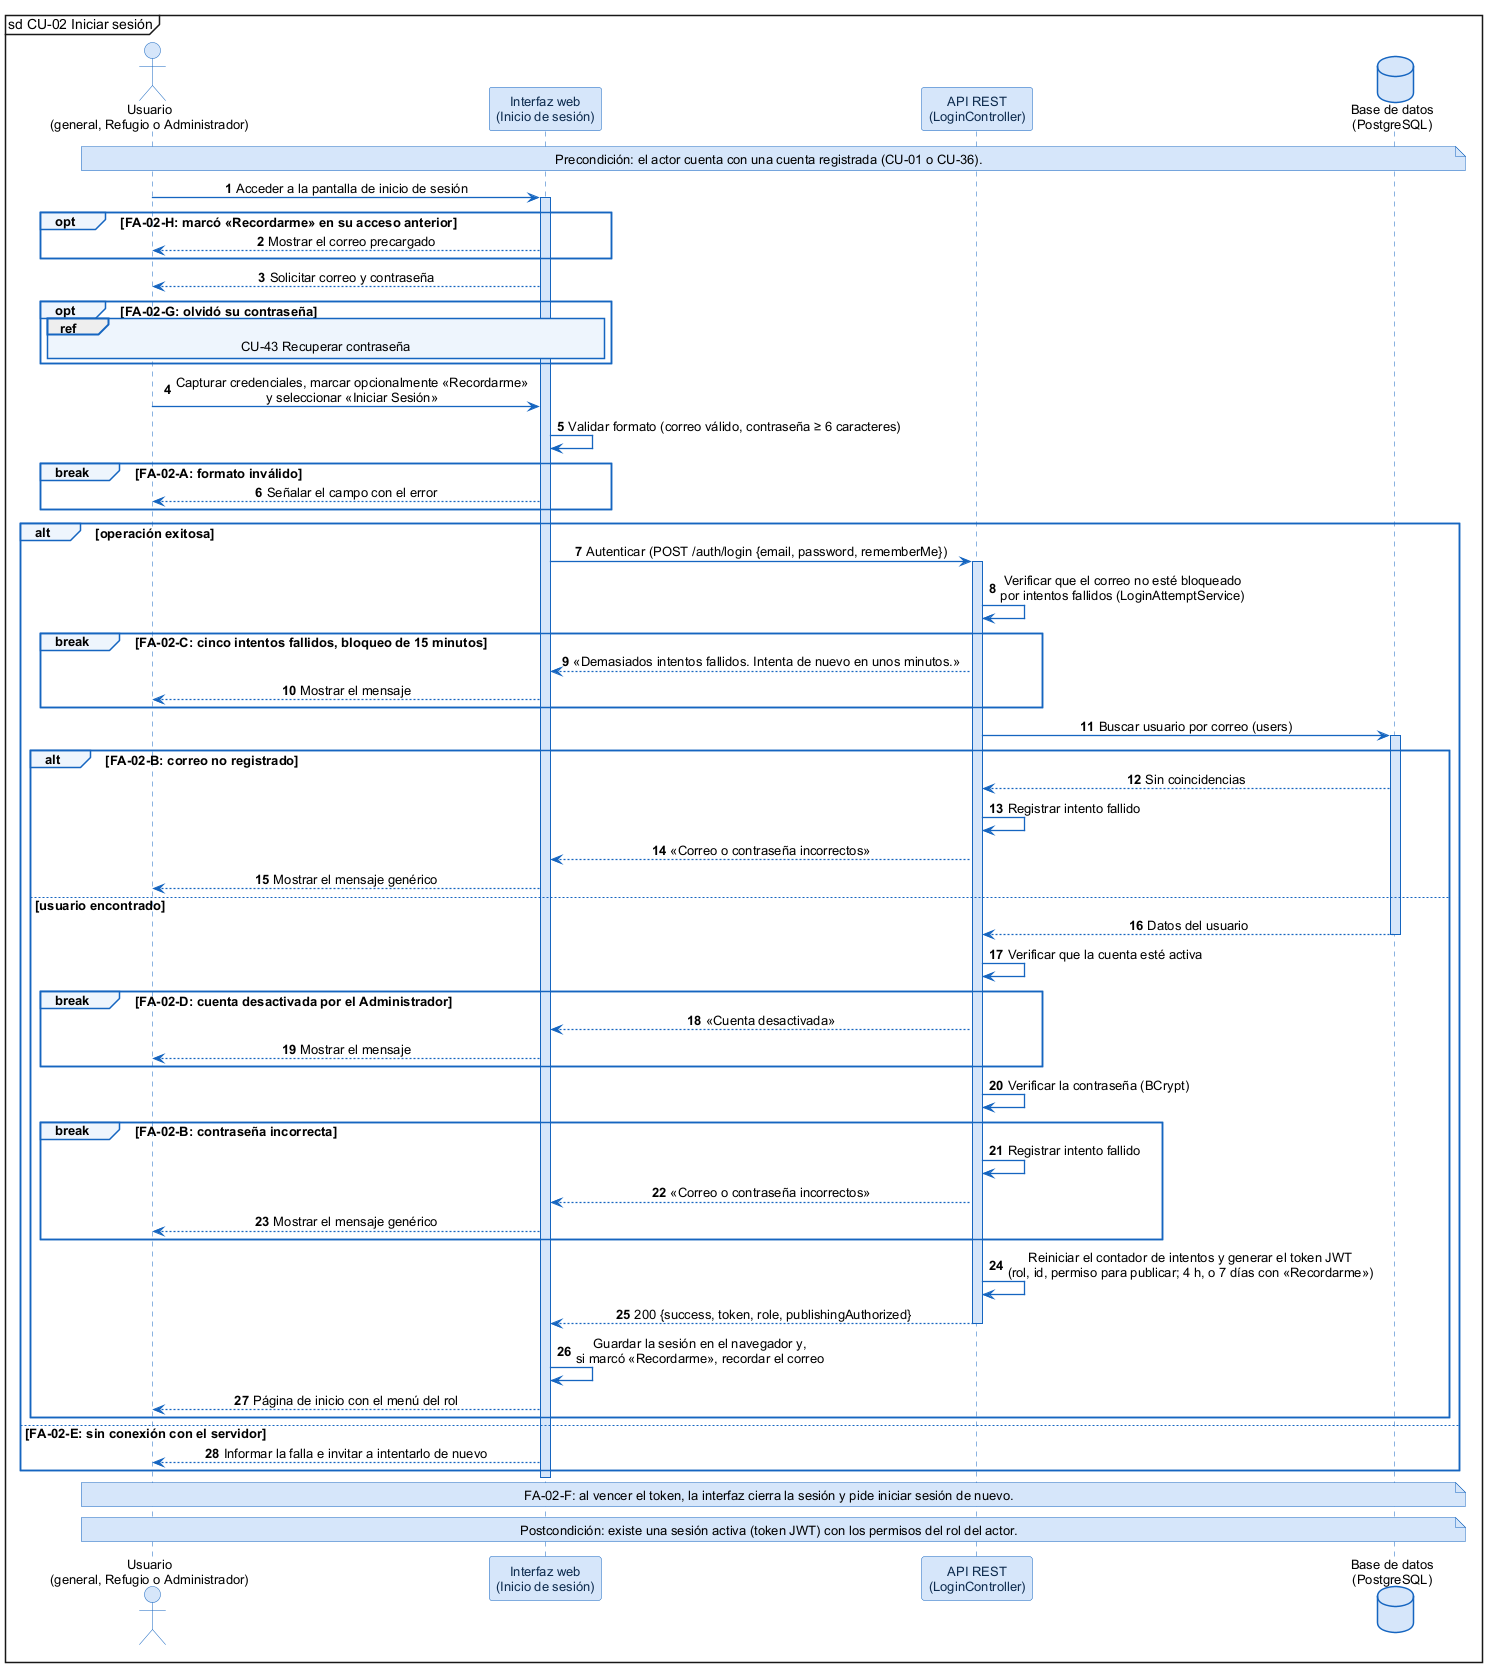 sd CU-02 Iniciar sesión
Usuario
(general, Refugio o Administrador)
Interfaz web
(Inicio de sesión)
API REST
(LoginController)
Base de datos
(PostgreSQL)
Precondición: el actor cuenta con una cuenta registrada (CU-01 o CU-36).
1 Acceder a la pantalla de inicio de sesión
opt [FA-02-H: marcó «Recordarme» en su acceso anterior]
2 Mostrar el correo precargado
3 Solicitar correo y contraseña
opt [FA-02-G: olvidó su contraseña]
ref
CU-43 Recuperar contraseña
4 Capturar credenciales, marcar opcionalmente «Recordarme»
y seleccionar «Iniciar Sesión»
5 Validar formato (correo válido, contraseña ≥ 6 caracteres)
break [FA-02-A: formato inválido]
6 Señalar el campo con el error
alt [operación exitosa]
7 Autenticar (POST /auth/login {email, password, rememberMe})
8 Verificar que el correo no esté bloqueado
por intentos fallidos (LoginAttemptService)
break [FA-02-C: cinco intentos fallidos, bloqueo de 15 minutos]
9 «Demasiados intentos fallidos. Intenta de nuevo en unos minutos.»
10 Mostrar el mensaje
11 Buscar usuario por correo (users)
alt [FA-02-B: correo no registrado]
12 Sin coincidencias
13 Registrar intento fallido
14 «Correo o contraseña incorrectos»
15 Mostrar el mensaje genérico
[usuario encontrado]
16 Datos del usuario
17 Verificar que la cuenta esté activa
break [FA-02-D: cuenta desactivada por el Administrador]
18 «Cuenta desactivada»
19 Mostrar el mensaje
20 Verificar la contraseña (BCrypt)
break [FA-02-B: contraseña incorrecta]
21 Registrar intento fallido
22 «Correo o contraseña incorrectos»
23 Mostrar el mensaje genérico
24 Reiniciar el contador de intentos y generar el token JWT
(rol, id, permiso para publicar; 4 h, o 7 días con «Recordarme»)
25 200 {success, token, role, publishingAuthorized}
26 Guardar la sesión en el navegador y,
si marcó «Recordarme», recordar el correo
27 Página de inicio con el menú del rol
[FA-02-E: sin conexión con el servidor]
28 Informar la falla e invitar a intentarlo de nuevo
FA-02-F: al vencer el token, la interfaz cierra la sesión y pide iniciar sesión de nuevo.
Postcondición: existe una sesión activa (token JWT) con los permisos del rol del actor.
Usuario
(general, Refugio o Administrador)
Interfaz web
(Inicio de sesión)
API REST
(LoginController)
Base de datos
(PostgreSQL)